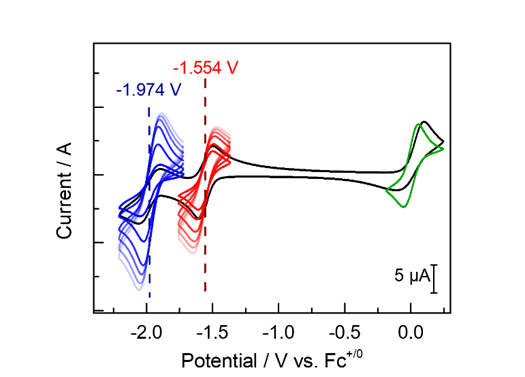 -1.554 V
-1.974 V
Current / A
5 µA
-2.0 -1.5 -1.0 -0.5 0.0
Potential / V vs. Fc⁺/⁰